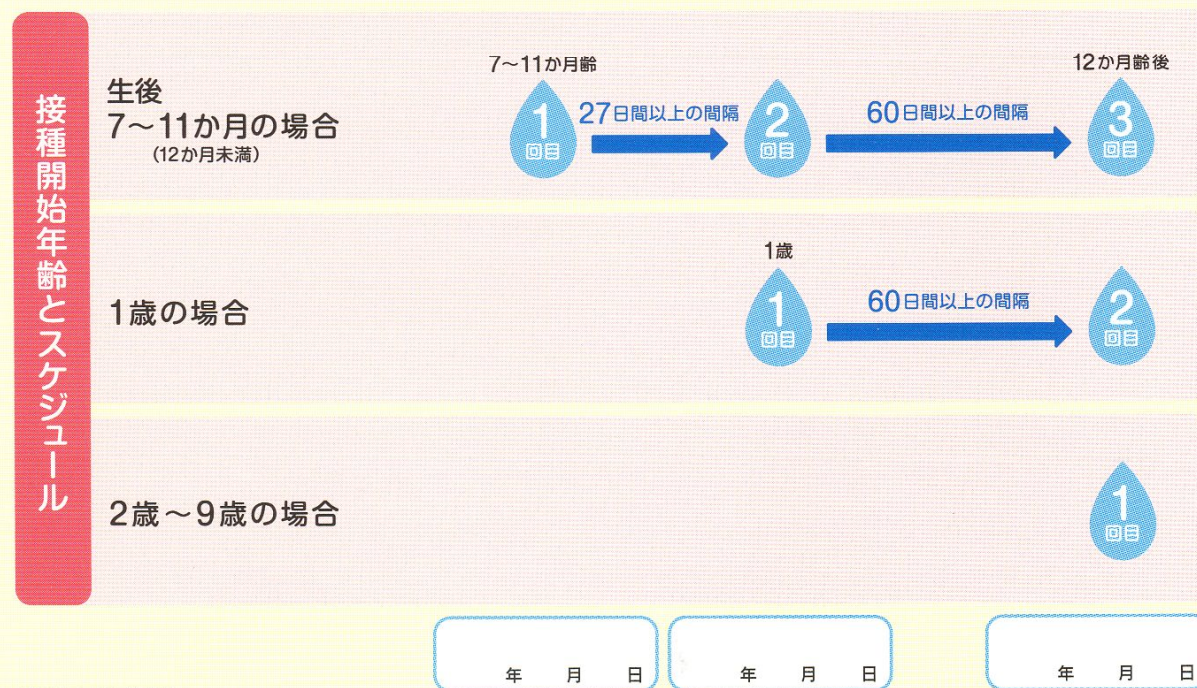 接種開始年齢とスケジュール
生後
7～11か月の場合
(12か月未満)
7～11か月齢
1
回目
27日間以上の間隔
2
回目
60日間以上の間隔
12か月齢後
3
回目
1歳の場合
1歳
1
回目
60日間以上の間隔
2
回目
2歳～9歳の場合
1
回目
年 月 日
年 月 日
年 月 日